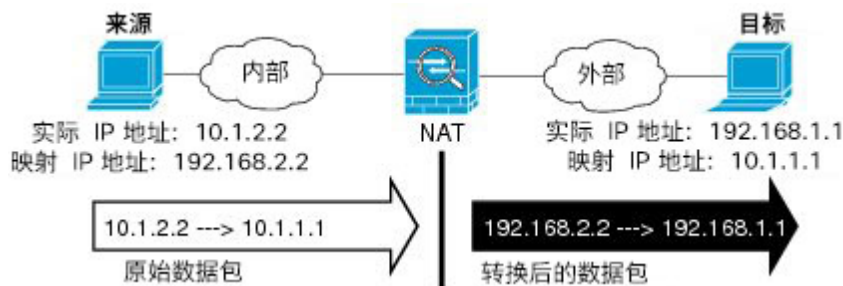 来源
目标
内部
外部
NAT
实际 IP 地址: 10.1.2.2
映射 IP 地址: 192.168.2.2
实际 IP 地址: 192.168.1.1
映射 IP 地址: 10.1.1.1
10.1.2.2 ---> 10.1.1.1
192.168.2.2 ---> 192.168.1.1
原始数据包
转换后的数据包